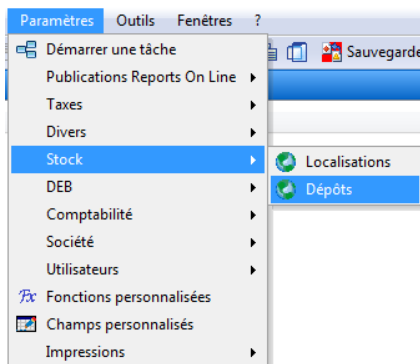 Paramètres Outils Fenêtres ?
Démarrer une tâche
Sauvegarde
Publications Reports On Line
Taxes
Divers
Stock
Localisations
DEB
Dépôts
Comptabilité
Société
Utilisateurs
Fx Fonctions personnalisées
Champs personnalisés
Impressions